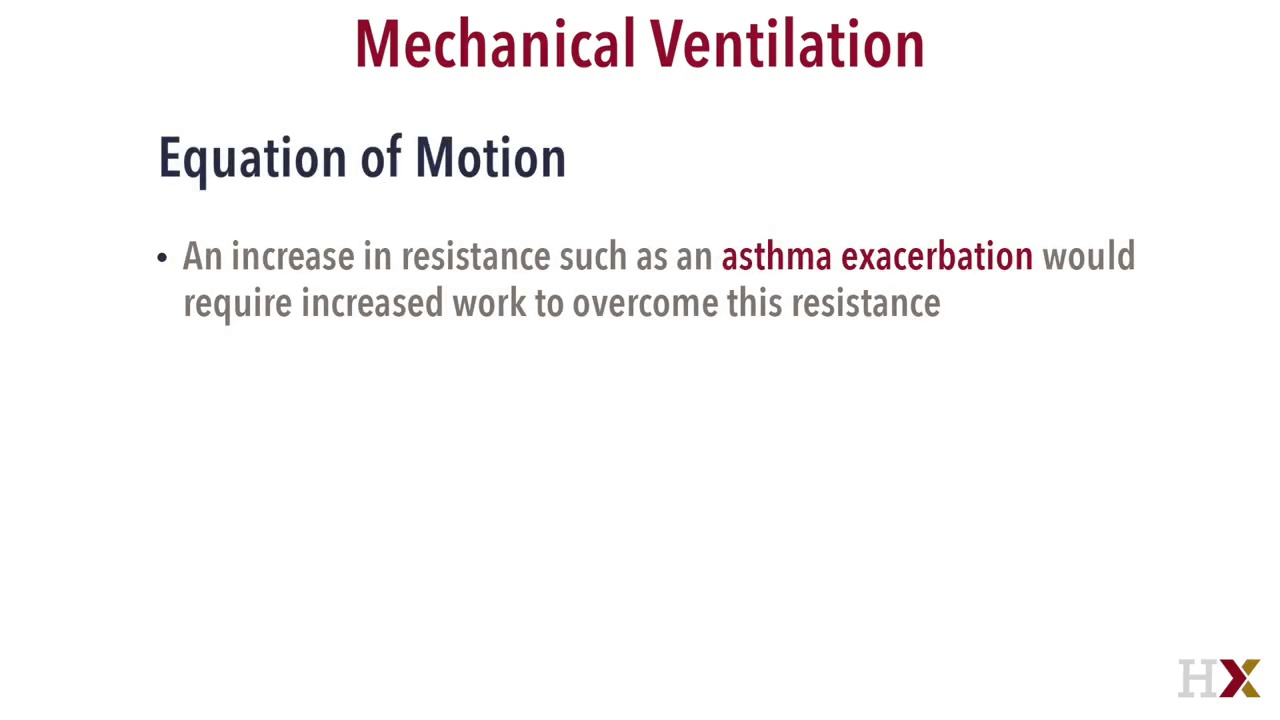 Mechanical Ventilation
Equation of Motion
• An increase in resistance such as an asthma exacerbation would
require increased work to overcome this resistance
HX